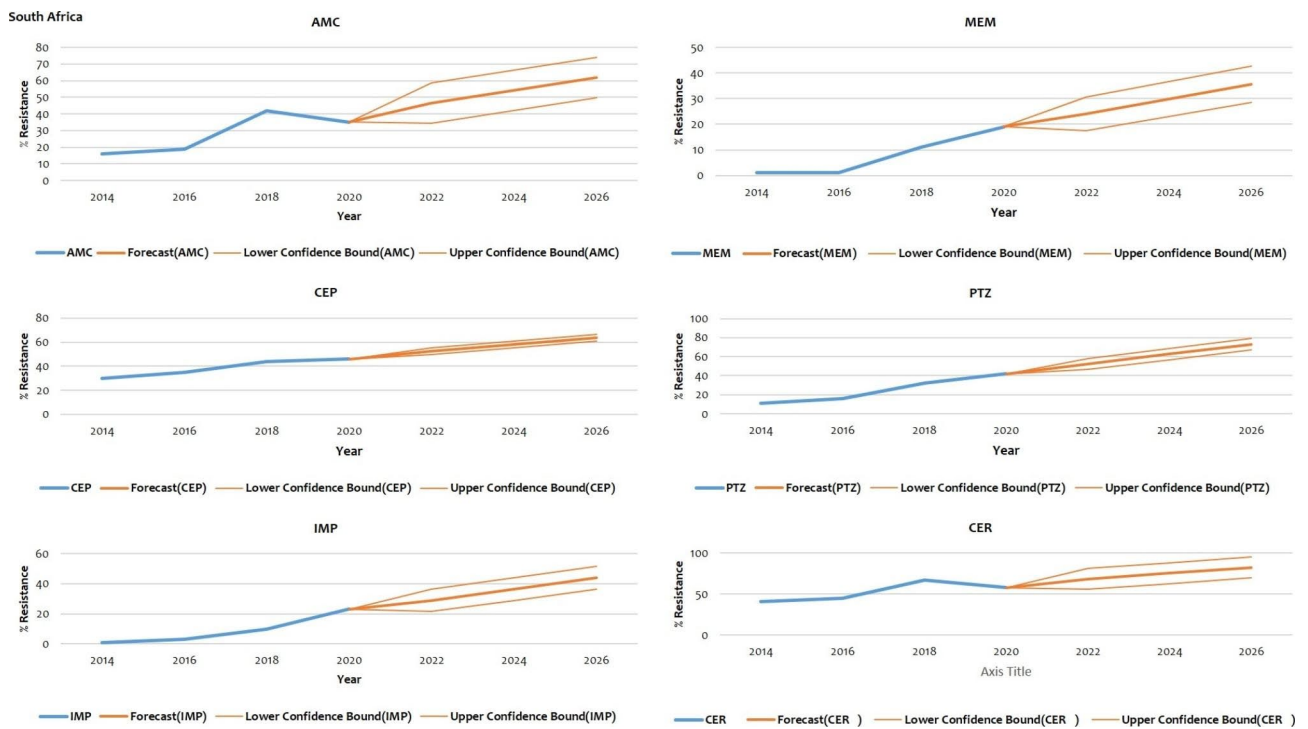 South Africa
AMC
80
70
60
50
40
30
20
10
0
% Resistance
2014 2016 2018 2020 2022 2024 2026
Year
AMC Forecast(AMC) Lower Confidence Bound(AMC) Upper Confidence Bound(AMC)
MEM
50
40
30
20
10
0
% Resistance
2014 2016 2018 2020 2022 2024 2026
Year
MEM Forecast(MEM) Lower Confidence Bound(MEM) Upper Confidence Bound(MEM)
CEP
80
60
40
20
0
% Resistance
2014 2016 2018 2020 2022 2024 2026
Year
CEP Forecast(CEP) Lower Confidence Bound(CEP) Upper Confidence Bound(CEP)
PTZ
100
80
60
40
20
0
% Resistance
2014 2016 2018 2020 2022 2024 2026
Year
PTZ Forecast(PTZ) Lower Confidence Bound(PTZ) Upper Confidence Bound(PTZ)
IMP
60
40
20
0
% Resistance
2014 2016 2018 2020 2022 2024 2026
Year
IMP Forecast(IMP) Lower Confidence Bound(IMP) Upper Confidence Bound(IMP)
CER
100
50
0
% Resistance
2014 2016 2018 2020 2022 2024 2026
Axis Title
CER Forecast(CER ) Lower Confidence Bound(CER ) Upper Confidence Bound(CER )